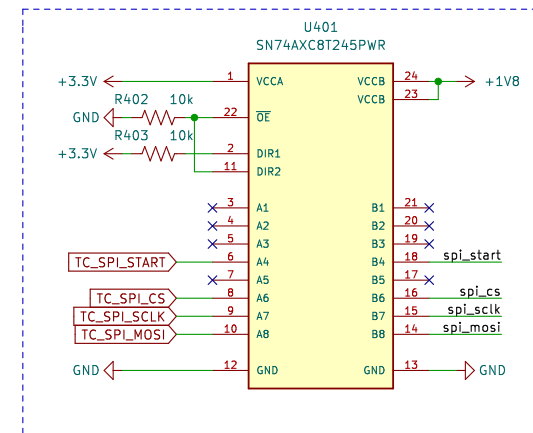 U401
SN74AXC8T245PWR
+3.3V 1 VCCA VCCB 24 +1V8
VCCB 23
R402 10k
GND 22 OE
R403 10k
+3.3V 2 DIR1
11 DIR2
3 A1 B1 21
4 A2 B2 20
5 A3 B3 19
TC_SPI_START 6 A4 B4 18 spi_start
7 A5 B5 17
TC_SPI_CS 8 A6 B6 16 spi_cs
TC_SPI_SCLK 9 A7 B7 15 spi_sclk
TC_SPI_MOSI 10 A8 B8 14 spi_mosi
GND 12 GND GND 13 GND